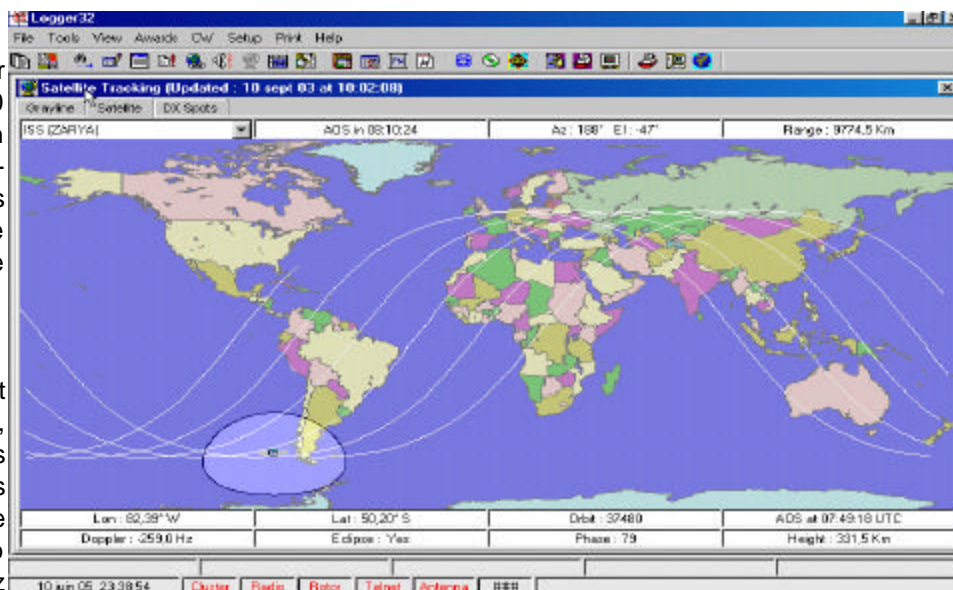 Logger32
File Tools View Awards CW Setup Print Help
Satellite Tracking (Updated : 10 sept 03 at 10:02:08)
Grayline Satellite DX Spots
ISS (ZARYA) AOS in 08:10:24 Az : 188° El : -47° Range : 9774,5 Km
Lon : 82,39° W Lat : 50,20° S Orbit : 37480 AOS at 07:49:18 UTC
Doppler : -259,0 Hz Eclipse : Yes Phase : 79 Height : 331,5 Km
10 juin 05 23:38:54 Cluster Radio Rotor Telnet Antenna ###